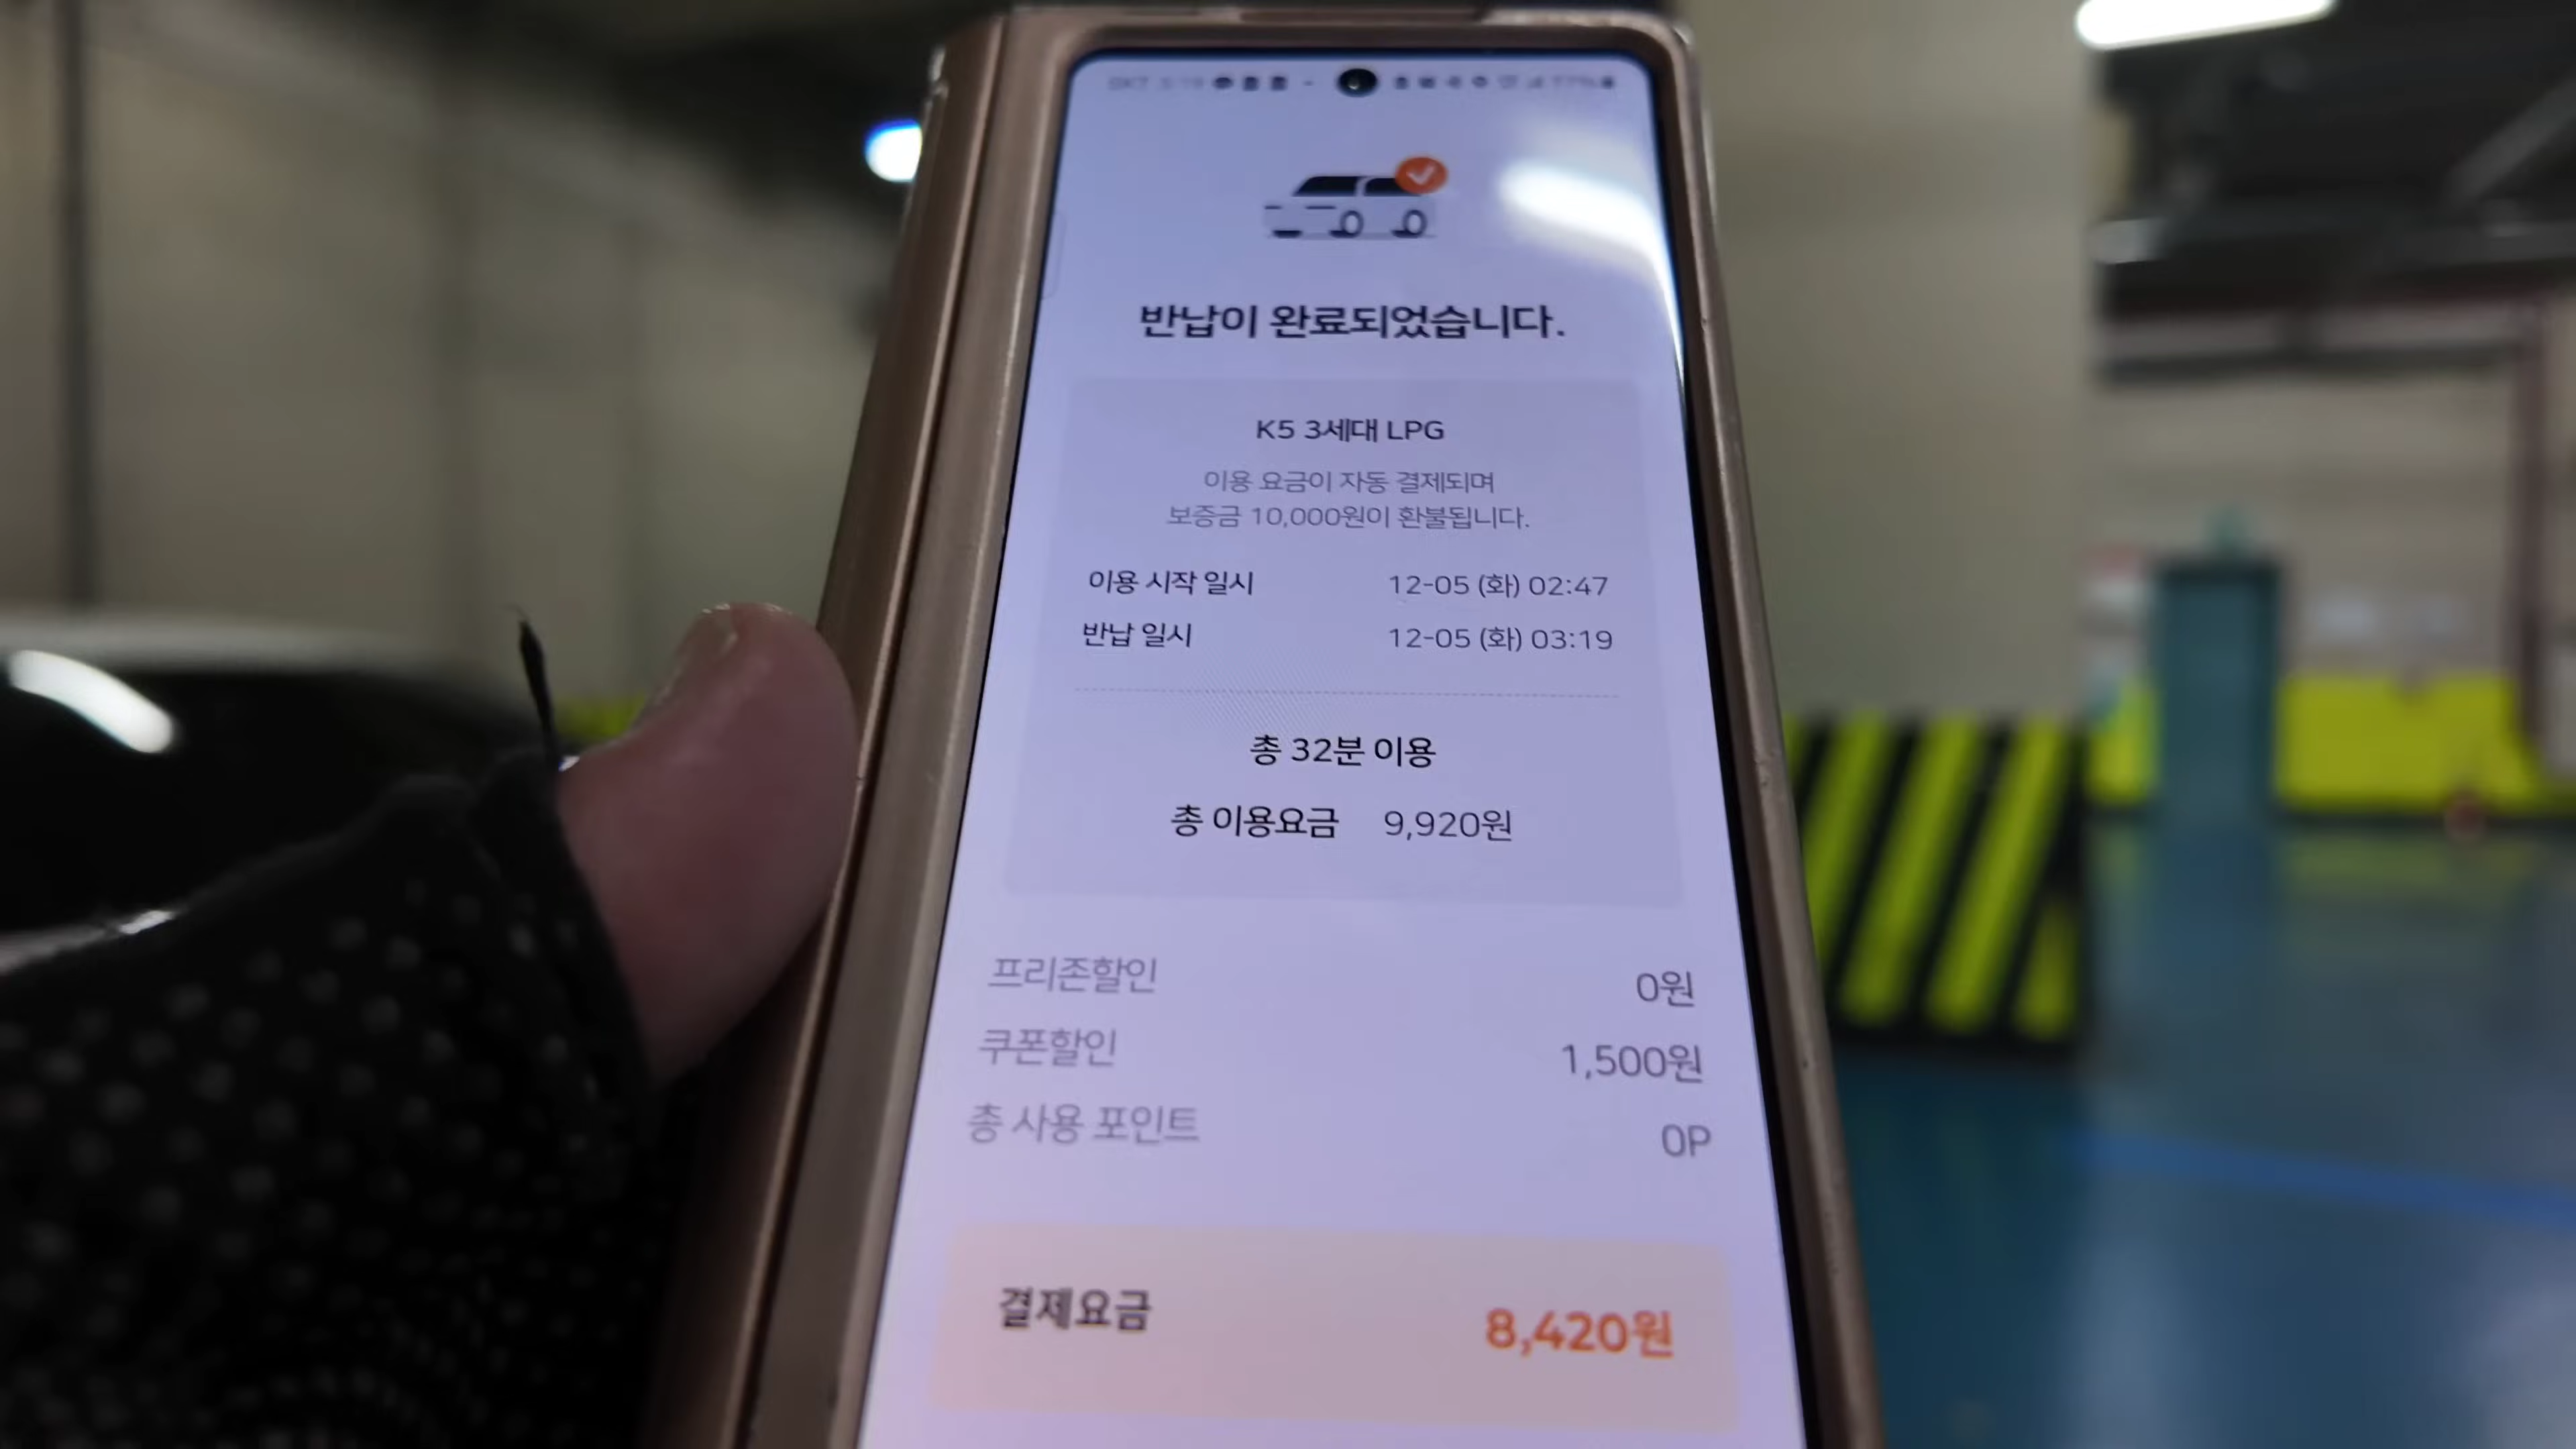 반납이 완료되었습니다.
K5 3세대 LPG
이용 요금이 자동 결제되며
보증금 10,000원이 환불됩니다.
이용 시작 일시 12-05 (화) 02:47
반납 일시 12-05 (화) 03:19
총 32분 이용
총 이용요금 9,920원
프리존할인 0원
쿠폰할인 1,500원
총 사용 포인트 0P
결제요금 8,420원